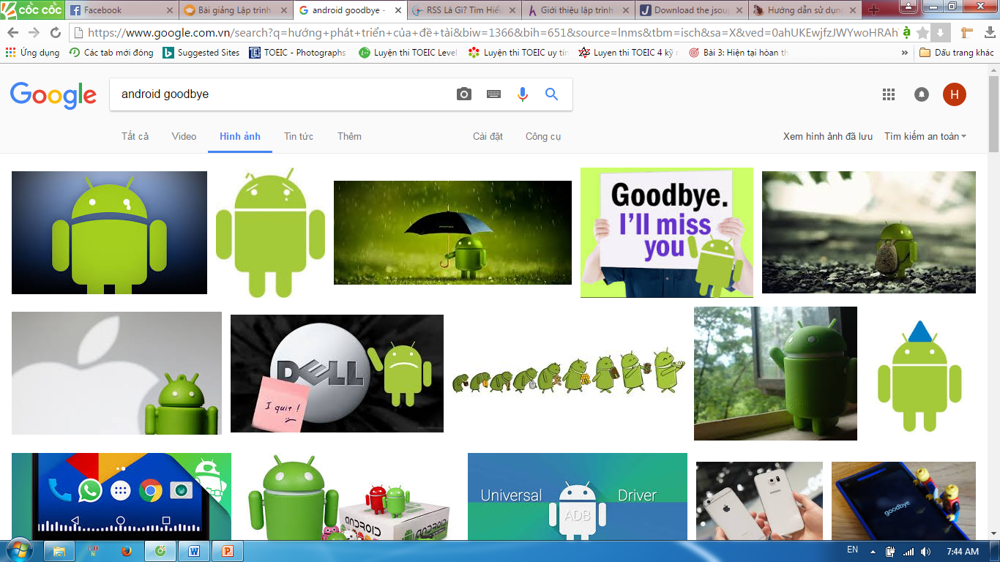 CỐC CỐC
Facebook
Bài giảng Lập trình
android goodbye -
RSS Là Gì? Tìm Hiểu
Giới thiệu lập trình
Download the jsoup
Hướng dẫn sử dụng
https://www.google.com.vn/search?q=hướng+phát+triển+của+đề+tài&biw=1366&bih=651&source=lnms&tbm=isch&sa=X&ved=0ahUKEwjfzJWYwoHRAh
Ứng dụng
Các tab mới đóng
Suggested Sites
TOEIC - Photographs
Luyện thi TOEIC Level
Luyện thi TOEIC uy tín
Luyen thi TOEIC 4 kỹ
Bài 3: Hiện tại hòan
»
Dấu trang khác
Google
android goodbye
H
Tất cả
Video
Hình ảnh
Tin tức
Thêm
Cài đặt
Công cụ
Xem hình ảnh đã lưu
Tìm kiếm an toàn
Goodbye.
I'll miss
you
DELL
I quit !
ANDROID
ANDROID
Universal
Driver
ADB
SAMSUNG
goodbye
EN
7:44 AM